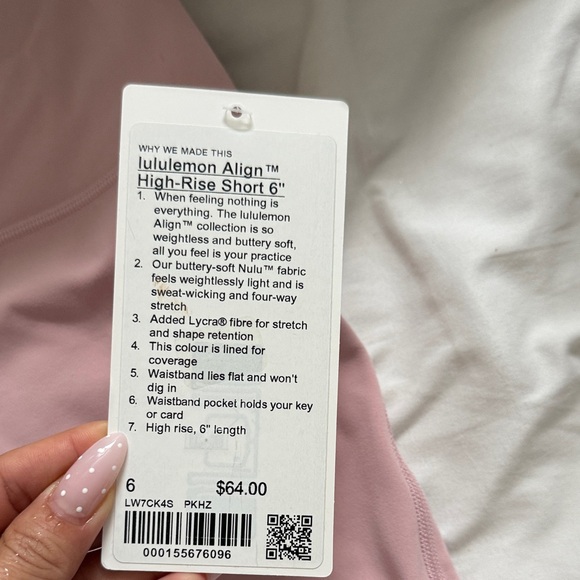 WHY WE MADE THIS
lululemon Align™
High-Rise Short 6"
1. When feeling nothing is
everything. The lululemon
Align™ collection is so
weightless and buttery soft,
all you feel is your practice
2. Our buttery-soft Nulu™ fabric
feels weightlessly light and is
sweat-wicking and four-way
stretch
3. Added Lycra® fibre for stretch
and shape retention
4. This colour is lined for
coverage
5. Waistband lies flat and won't
dig in
6. Waistband pocket holds your key
or card
7. High rise, 6" length
6 $64.00
LW7CK4S PKHZ
000155676096